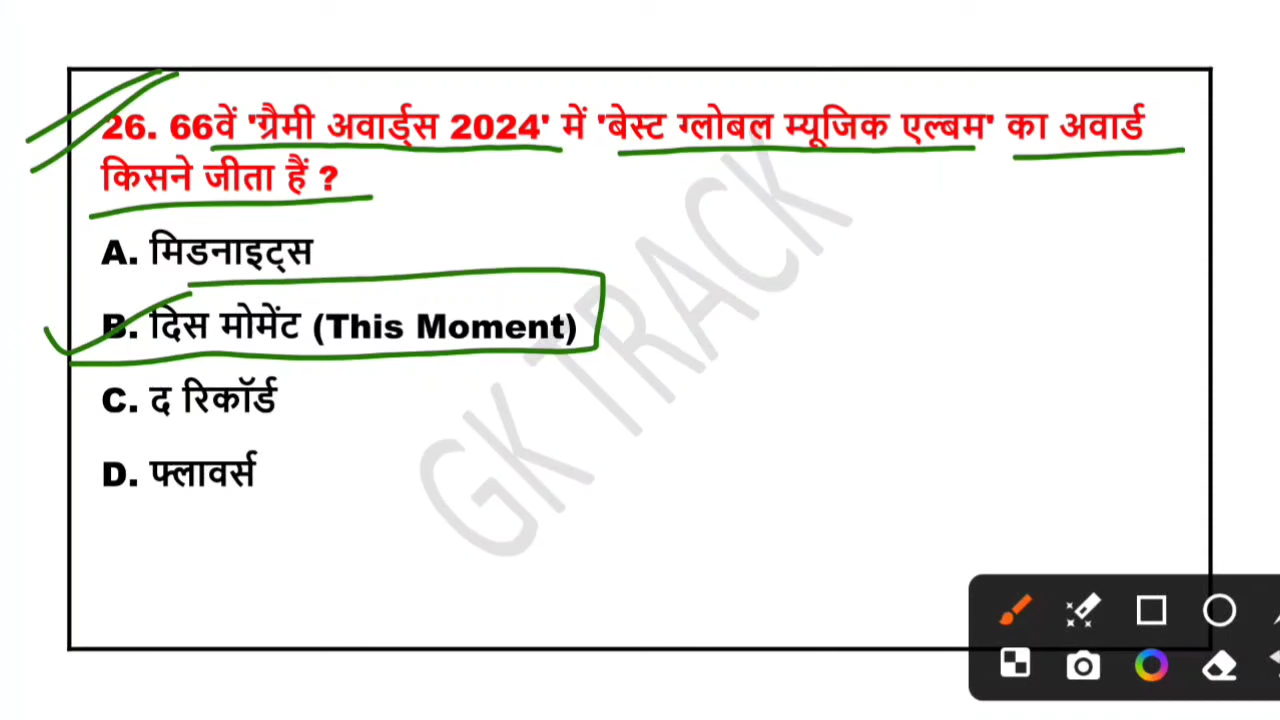 26. 66वें 'ग्रैमी अवार्ड्स 2024' में 'बेस्ट ग्लोबल म्यूजिक एल्बम' का अवार्ड
किसने जीता हैं ?
A. मिडनाइट्स
B. दिस मोमेंट (This Moment)
C. द रिकॉर्ड
D. फ्लावर्स
GK TRACK